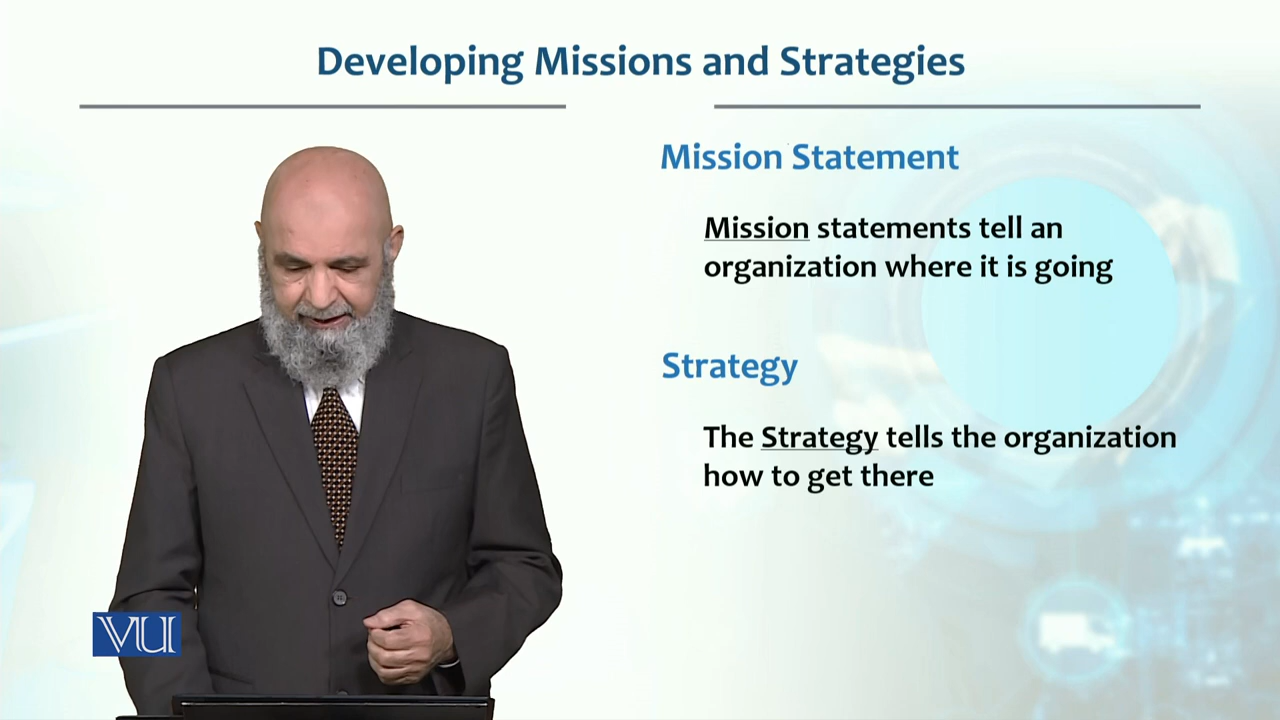 Developing Missions and Strategies
Mission Statement
Mission statements tell an
organization where it is going
Strategy
The Strategy tells the organization
how to get there
VU